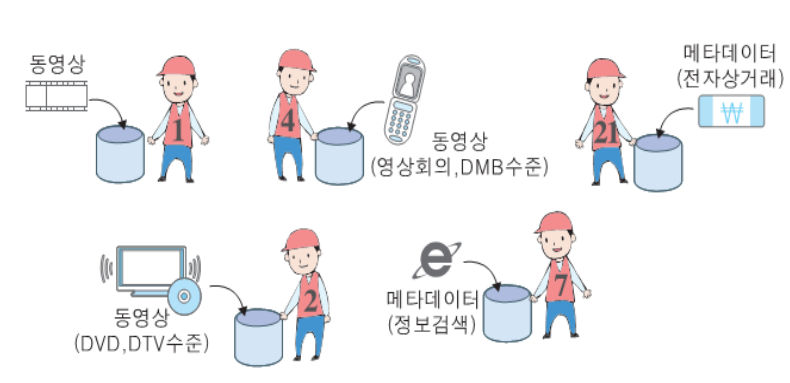 동영상
1
4
동영상
(영상회의,DMB수준)
21
메타데이터
(전자상거래)
₩
동영상
(DVD,DTV수준)
2
e
메타데이터
(정보검색)
7